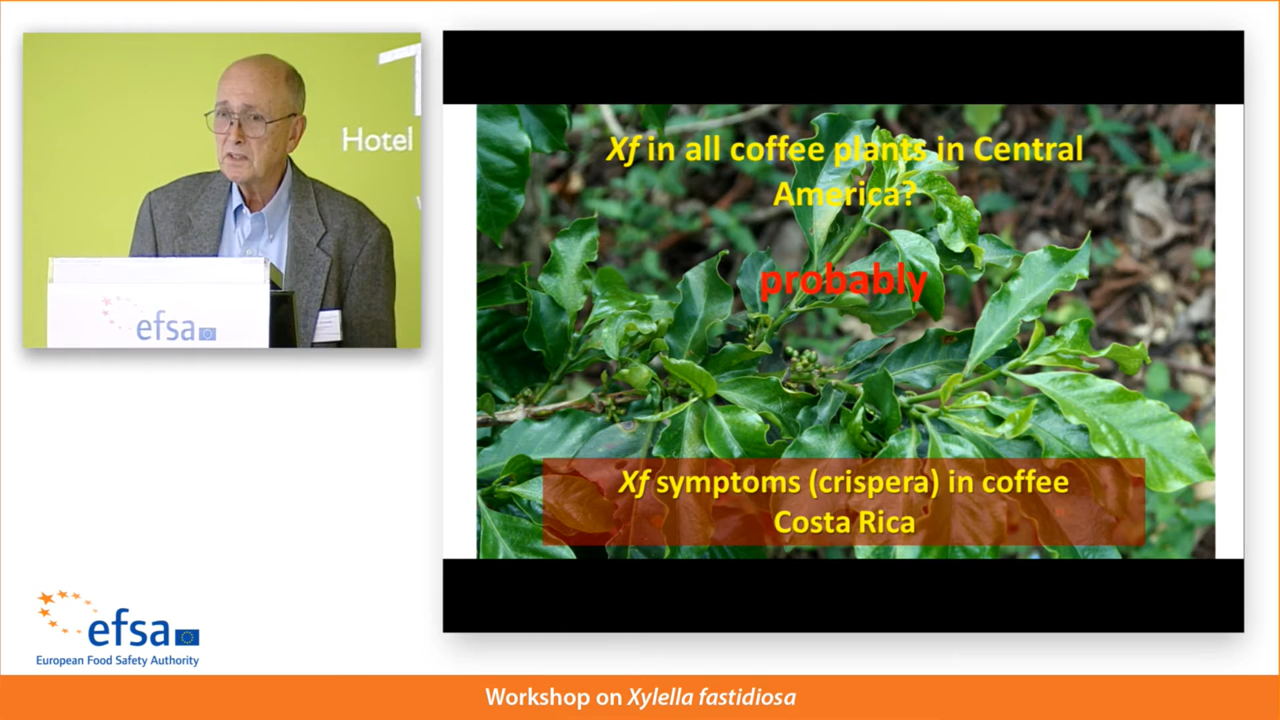 Hotel
efsa
Xf in all coffee plants in Central
America?
probably
Xf symptoms (crispera) in coffee
Costa Rica
efsa
European Food Safety Authority
Workshop on Xylella fastidiosa